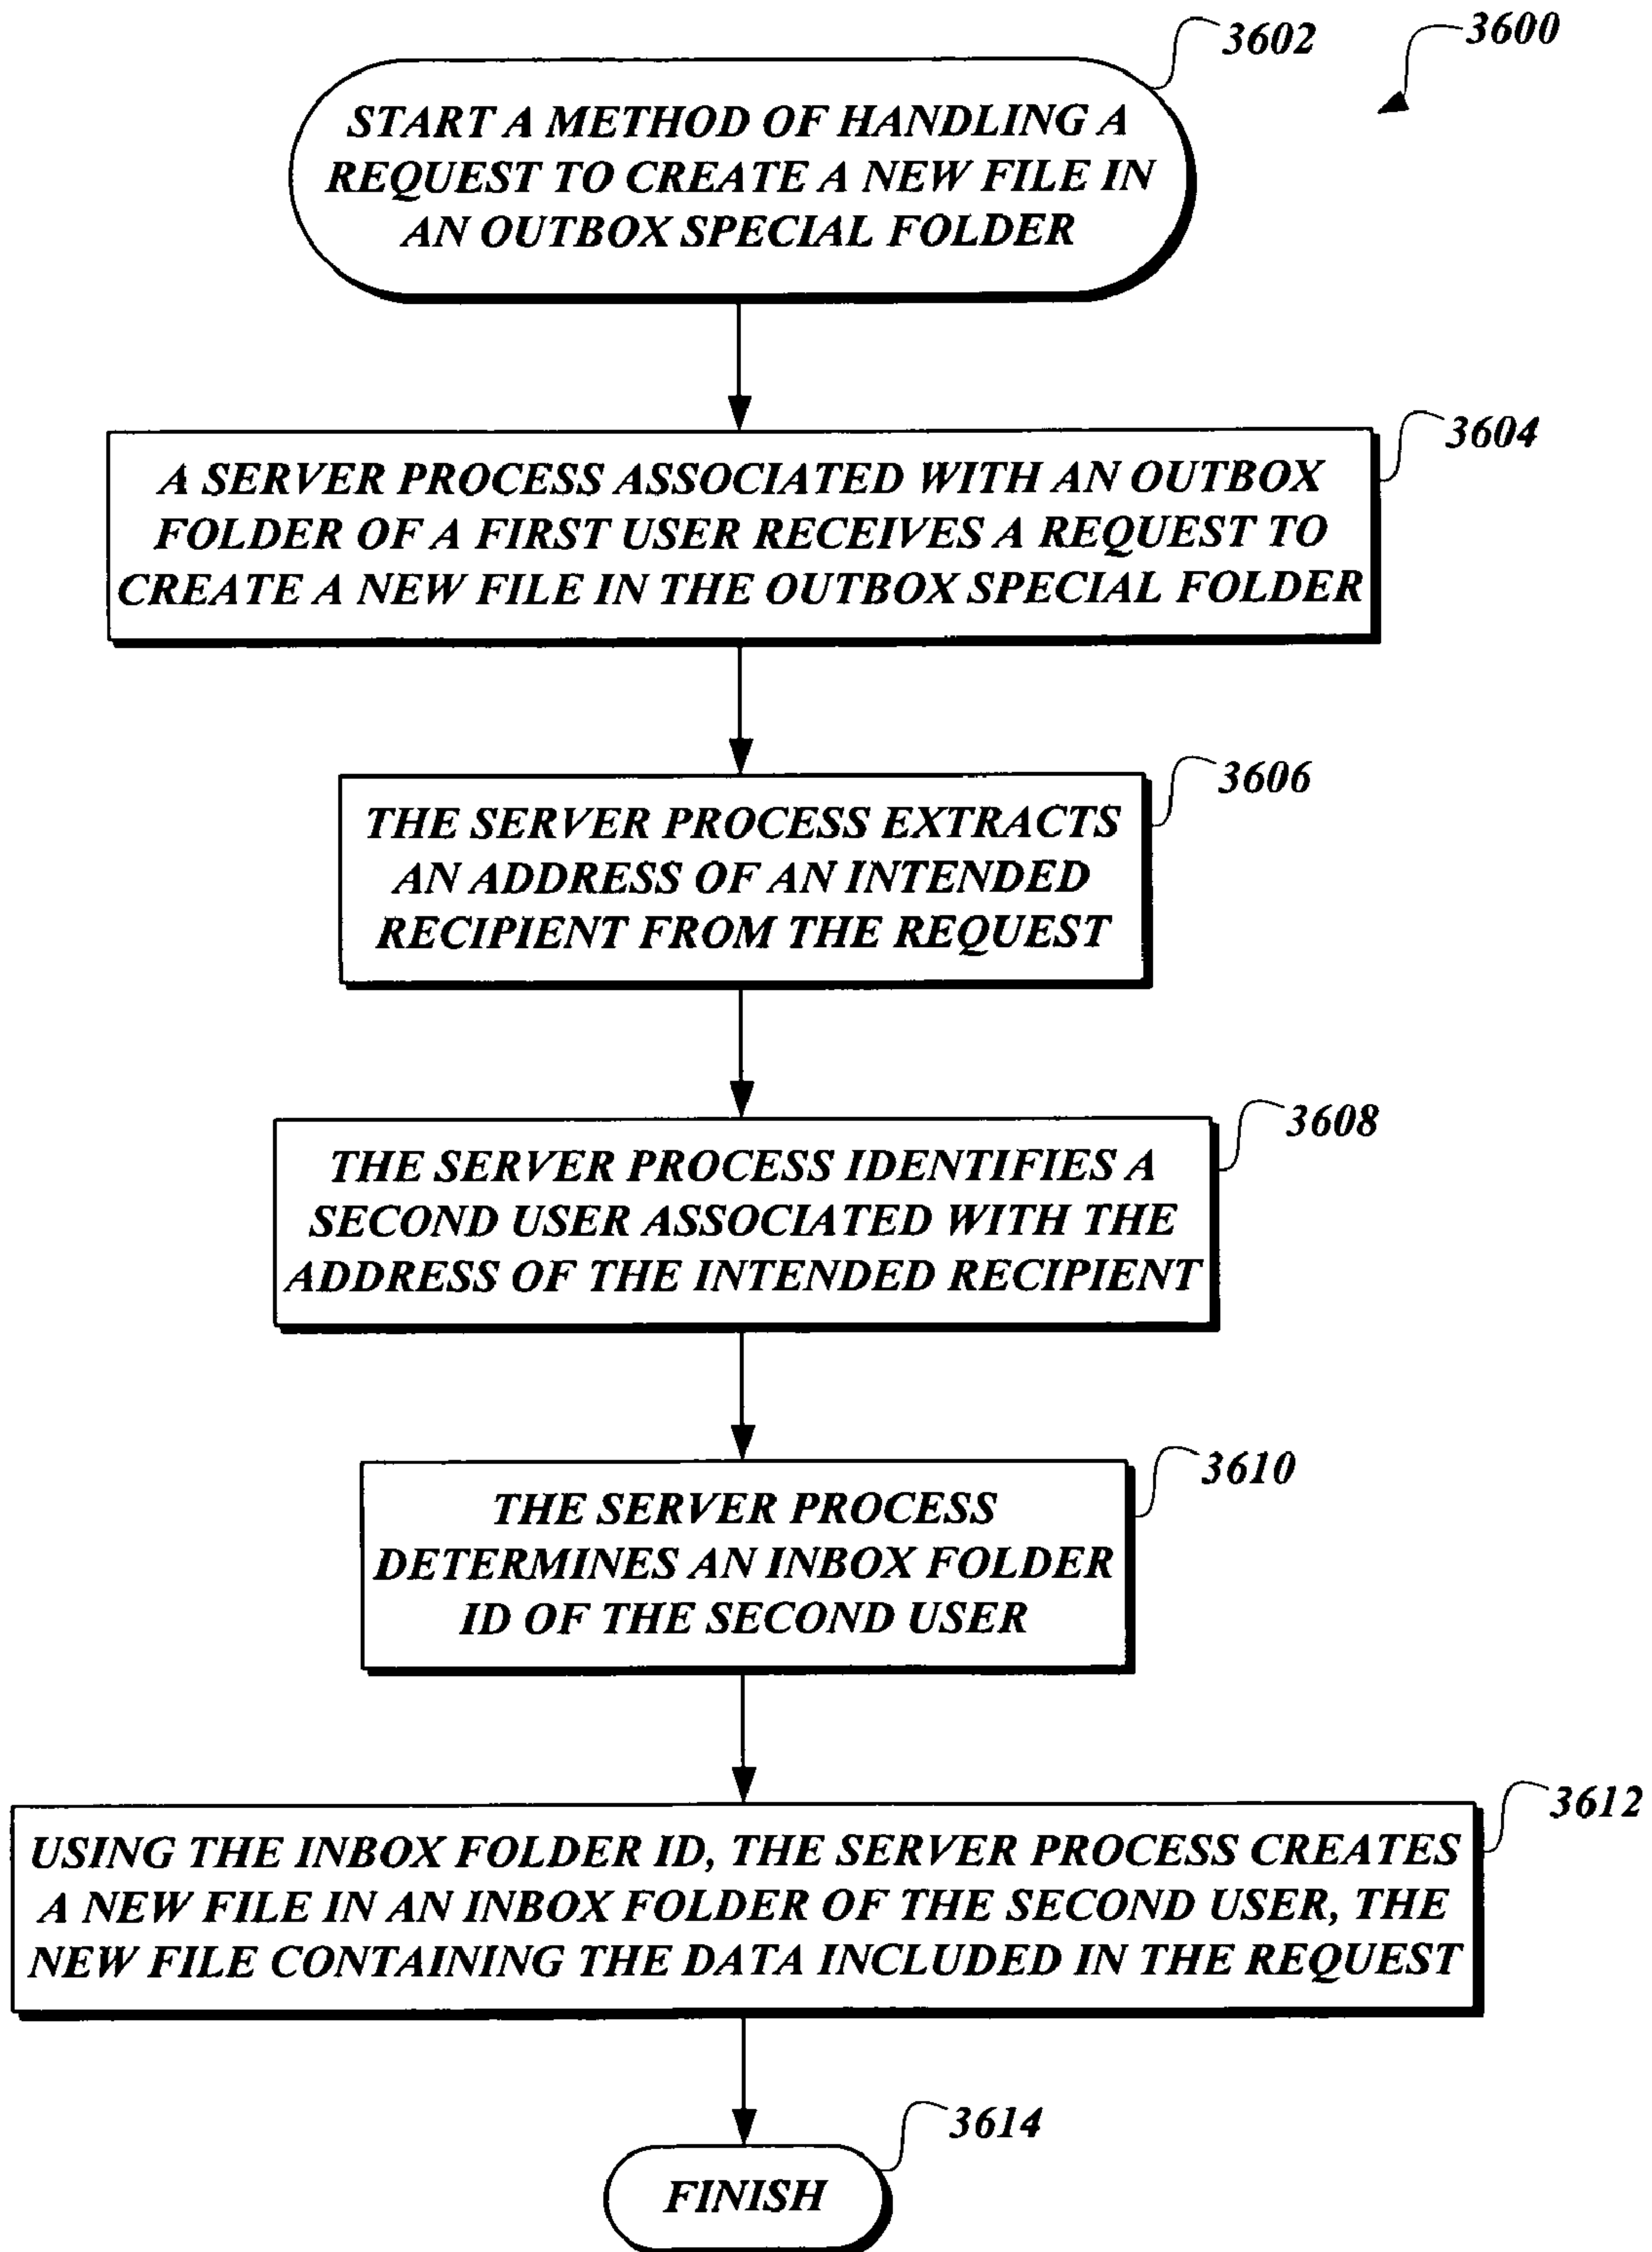 3602
3600
START A METHOD OF HANDLING A
REQUEST TO CREATE A NEW FILE IN
AN OUTBOX SPECIAL FOLDER
3604
A SERVER PROCESS ASSOCIATED WITH AN OUTBOX
FOLDER OF A FIRST USER RECEIVES A REQUEST TO
CREATE A NEW FILE IN THE OUTBOX SPECIAL FOLDER
3606
THE SERVER PROCESS EXTRACTS
AN ADDRESS OF AN INTENDED
RECIPIENT FROM THE REQUEST
3608
THE SERVER PROCESS IDENTIFIES A
SECOND USER ASSOCIATED WITH THE
ADDRESS OF THE INTENDED RECIPIENT
3610
THE SERVER PROCESS
DETERMINES AN INBOX FOLDER
ID OF THE SECOND USER
3612
USING THE INBOX FOLDER ID, THE SERVER PROCESS CREATES
A NEW FILE IN AN INBOX FOLDER OF THE SECOND USER, THE
NEW FILE CONTAINING THE DATA INCLUDED IN THE REQUEST
3614
FINISH